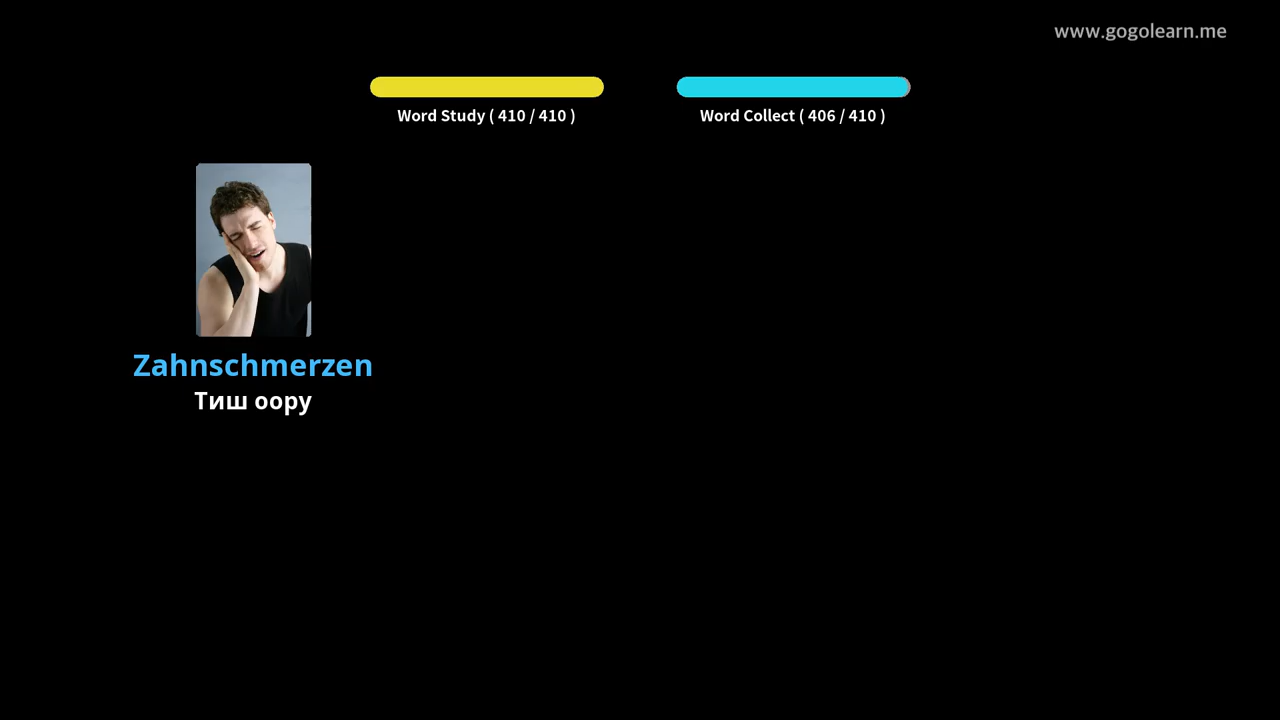 www.gogolearn.me
Word Study ( 410 / 410 )
Word Collect ( 406 / 410 )
Zahnschmerzen
Тиш оору